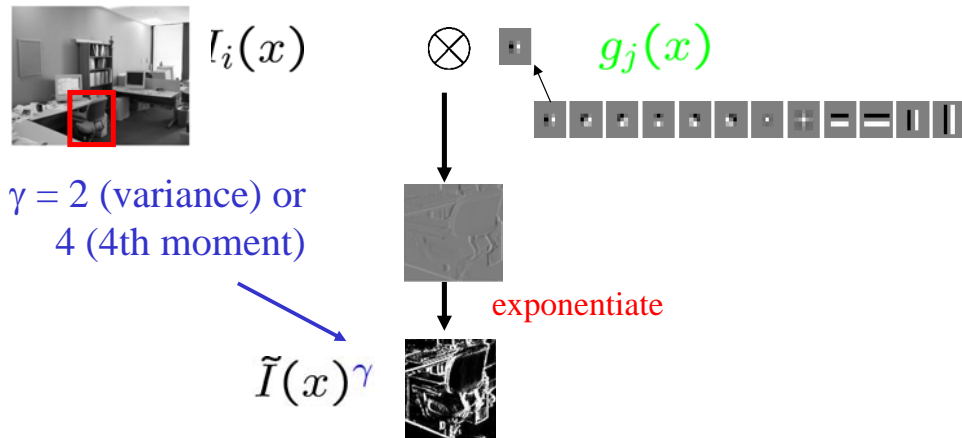 I_i(x) ⊗ g_j(x)
γ = 2 (variance) or
4 (4th moment)
exponentiate
Ĩ(x)^γ